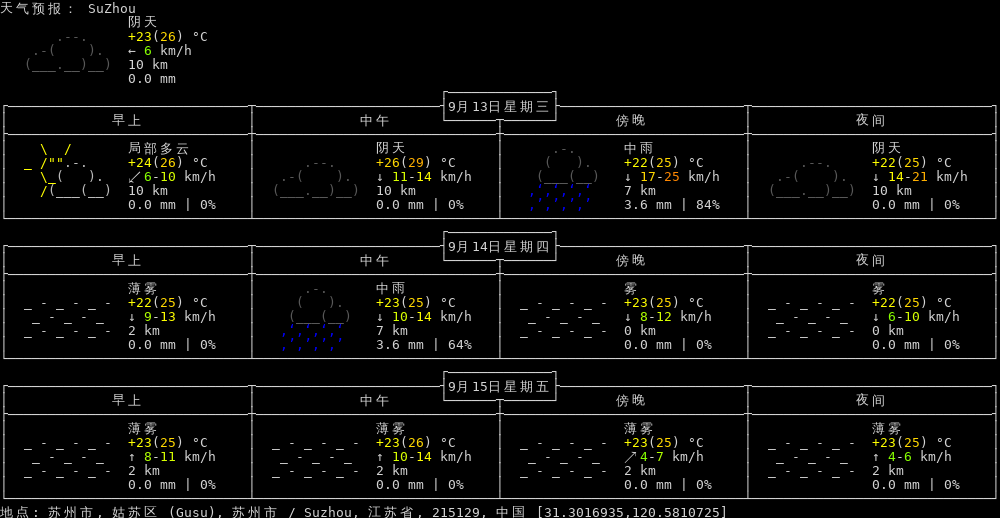 天气预报： SuZhou
阴天
+23(26) °C
← 6 km/h
10 km
0.0 mm
9月13日星期三
早上 中午 傍晚 夜间
局部多云 阴天 中雨 阴天
+24(26) °C +26(29) °C +22(25) °C +22(25) °C
↙ 6-10 km/h ↓ 11-14 km/h ↓ 17-25 km/h ↓ 14-21 km/h
10 km 10 km 7 km 10 km
0.0 mm | 0% 0.0 mm | 0% 3.6 mm | 84% 0.0 mm | 0%
9月14日星期四
早上 中午 傍晚 夜间
薄雾 中雨 雾 雾
+22(25) °C +23(25) °C +23(25) °C +22(25) °C
↓ 9-13 km/h ↓ 10-14 km/h ↓ 8-12 km/h ↓ 6-10 km/h
2 km 7 km 0 km 0 km
0.0 mm | 0% 3.6 mm | 64% 0.0 mm | 0% 0.0 mm | 0%
9月15日星期五
早上 中午 傍晚 夜间
薄雾 薄雾 薄雾 薄雾
+23(25) °C +23(26) °C +23(25) °C +23(25) °C
↑ 8-11 km/h ↑ 10-14 km/h ↗ 4-7 km/h ↑ 4-6 km/h
2 km 2 km 2 km 2 km
0.0 mm | 0% 0.0 mm | 0% 0.0 mm | 0% 0.0 mm | 0%
地点: 苏州市, 姑苏区 (Gusu), 苏州市 / Suzhou, 江苏省, 215129, 中国 [31.3016935,120.5810725]